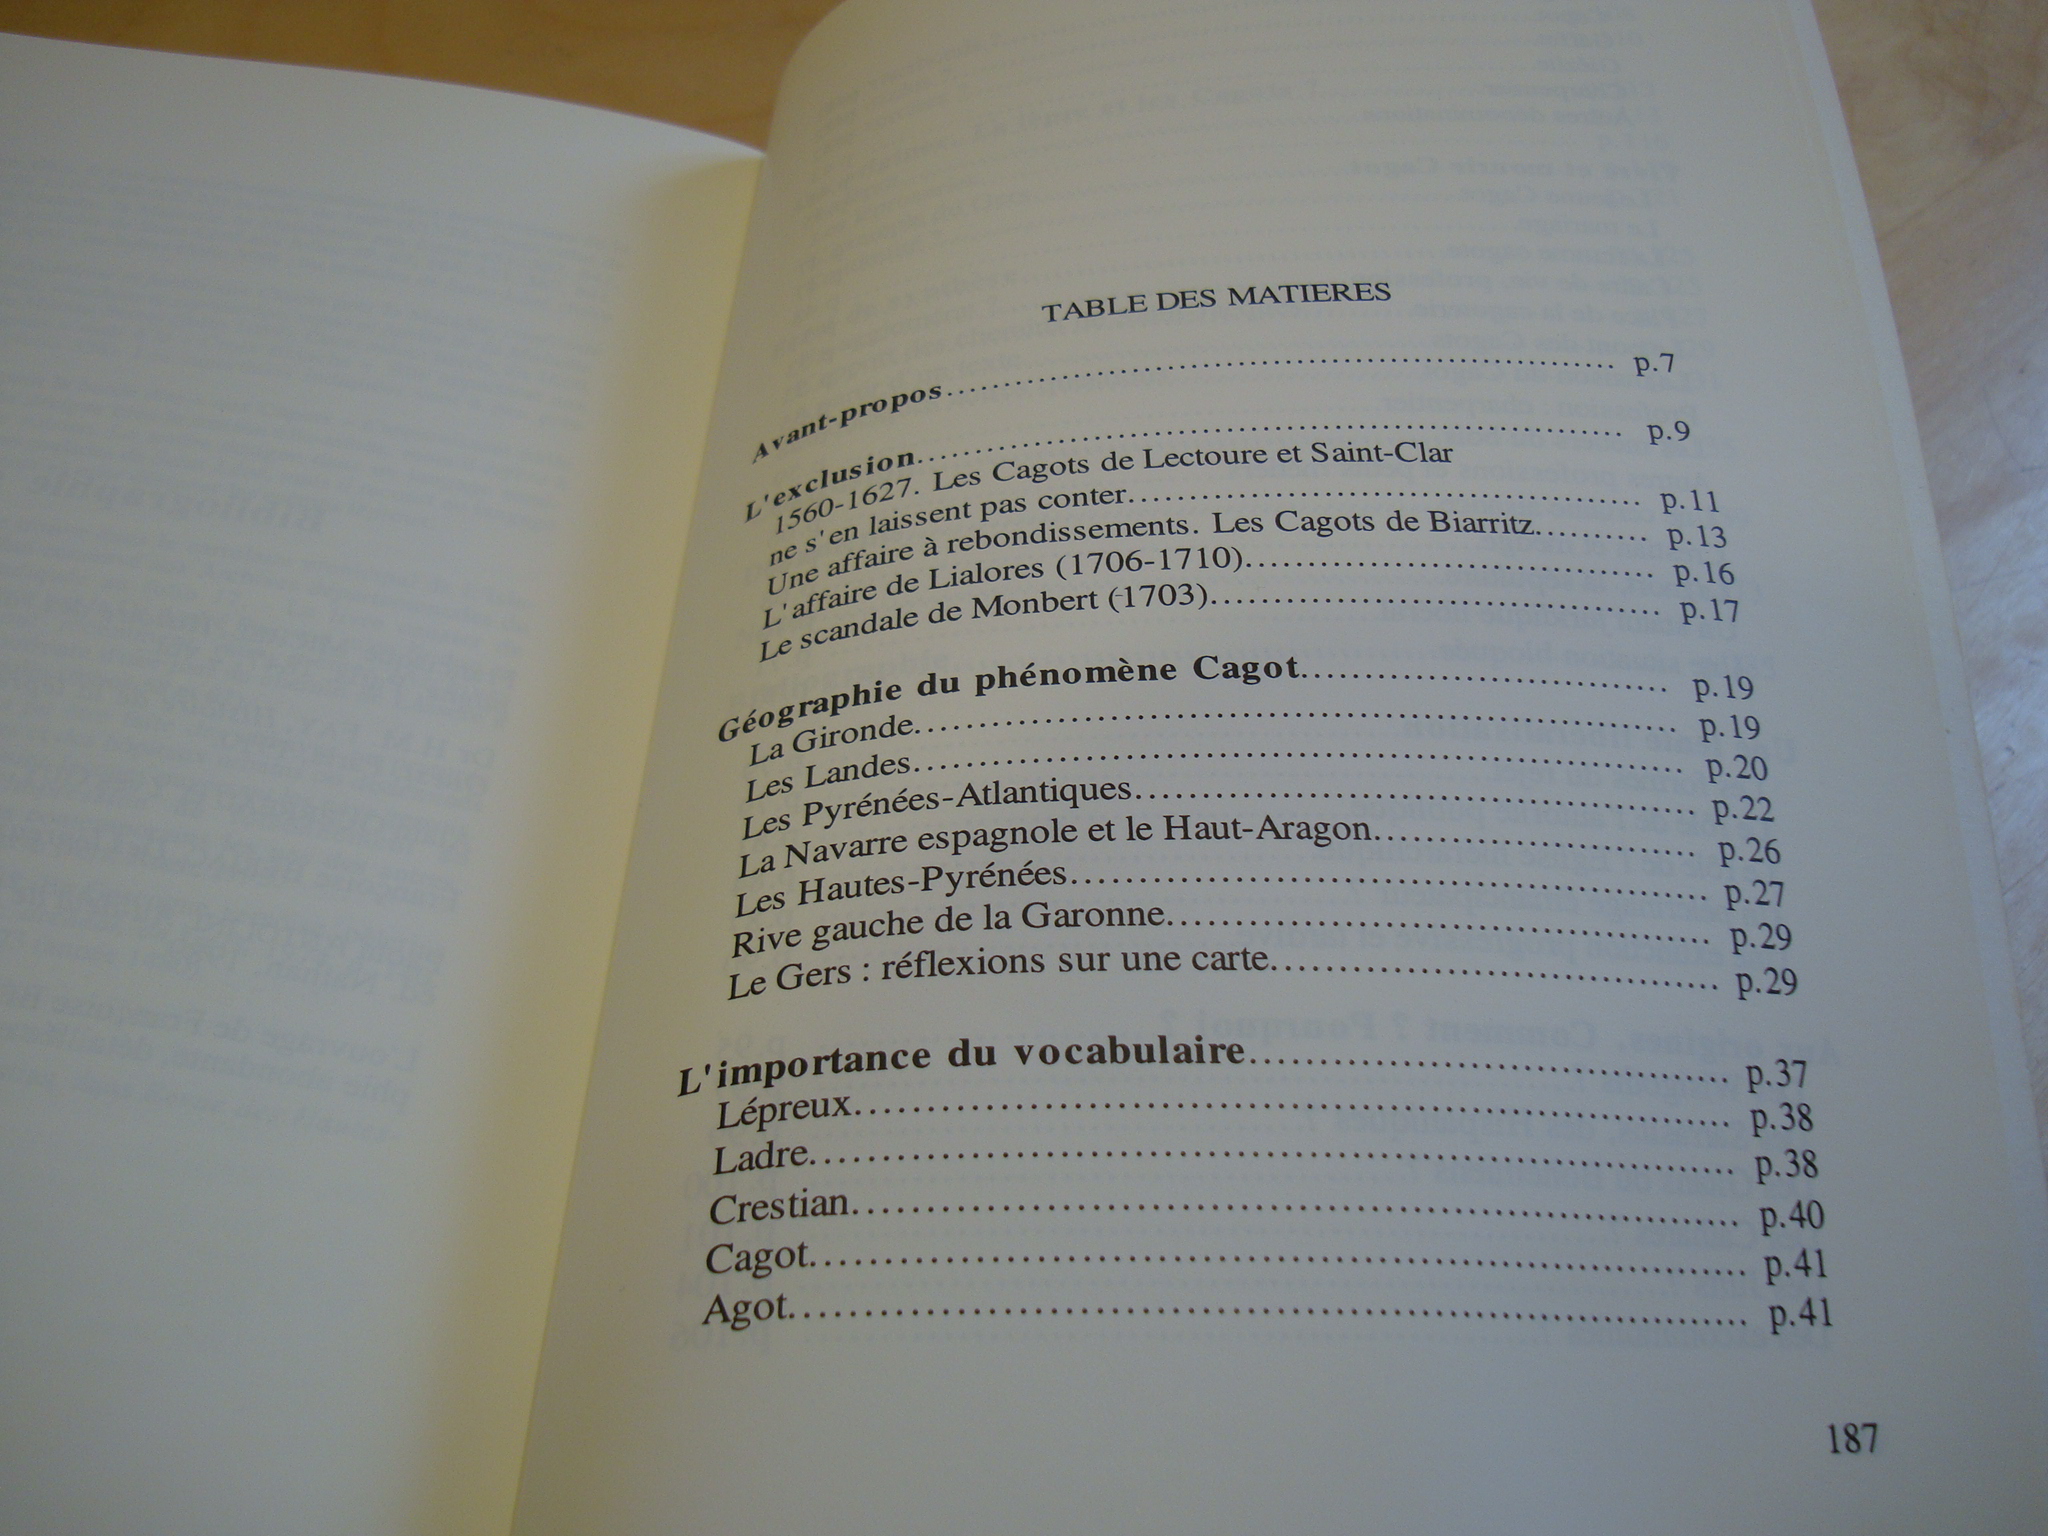 TABLE DES MATIERES
Avant-propos.......... p.7
L'exclusion.......... p.9
1560-1627. Les Cagots de Lectoure et Saint-Clar
ne s'en laissent pas conter.......... p.11
Une affaire à rebondissements. Les Cagots de Biarritz.......... p.13
L'affaire de Lialores (1706-1710).......... p.16
Le scandale de Monbert (1703).......... p.17
Géographie du phénomène Cagot.......... p.19
La Gironde.......... p.19
Les Landes.......... p.20
Les Pyrénées-Atlantiques.......... p.22
La Navarre espagnole et le Haut-Aragon.......... p.26
Les Hautes-Pyrénées.......... p.27
Rive gauche de la Garonne.......... p.29
Le Gers : réflexions sur une carte.......... p.29
L'importance du vocabulaire.......... p.37
Lépreux.......... p.38
Ladre.......... p.38
Crestian.......... p.40
Cagot.......... p.41
Agot.......... p.41
187